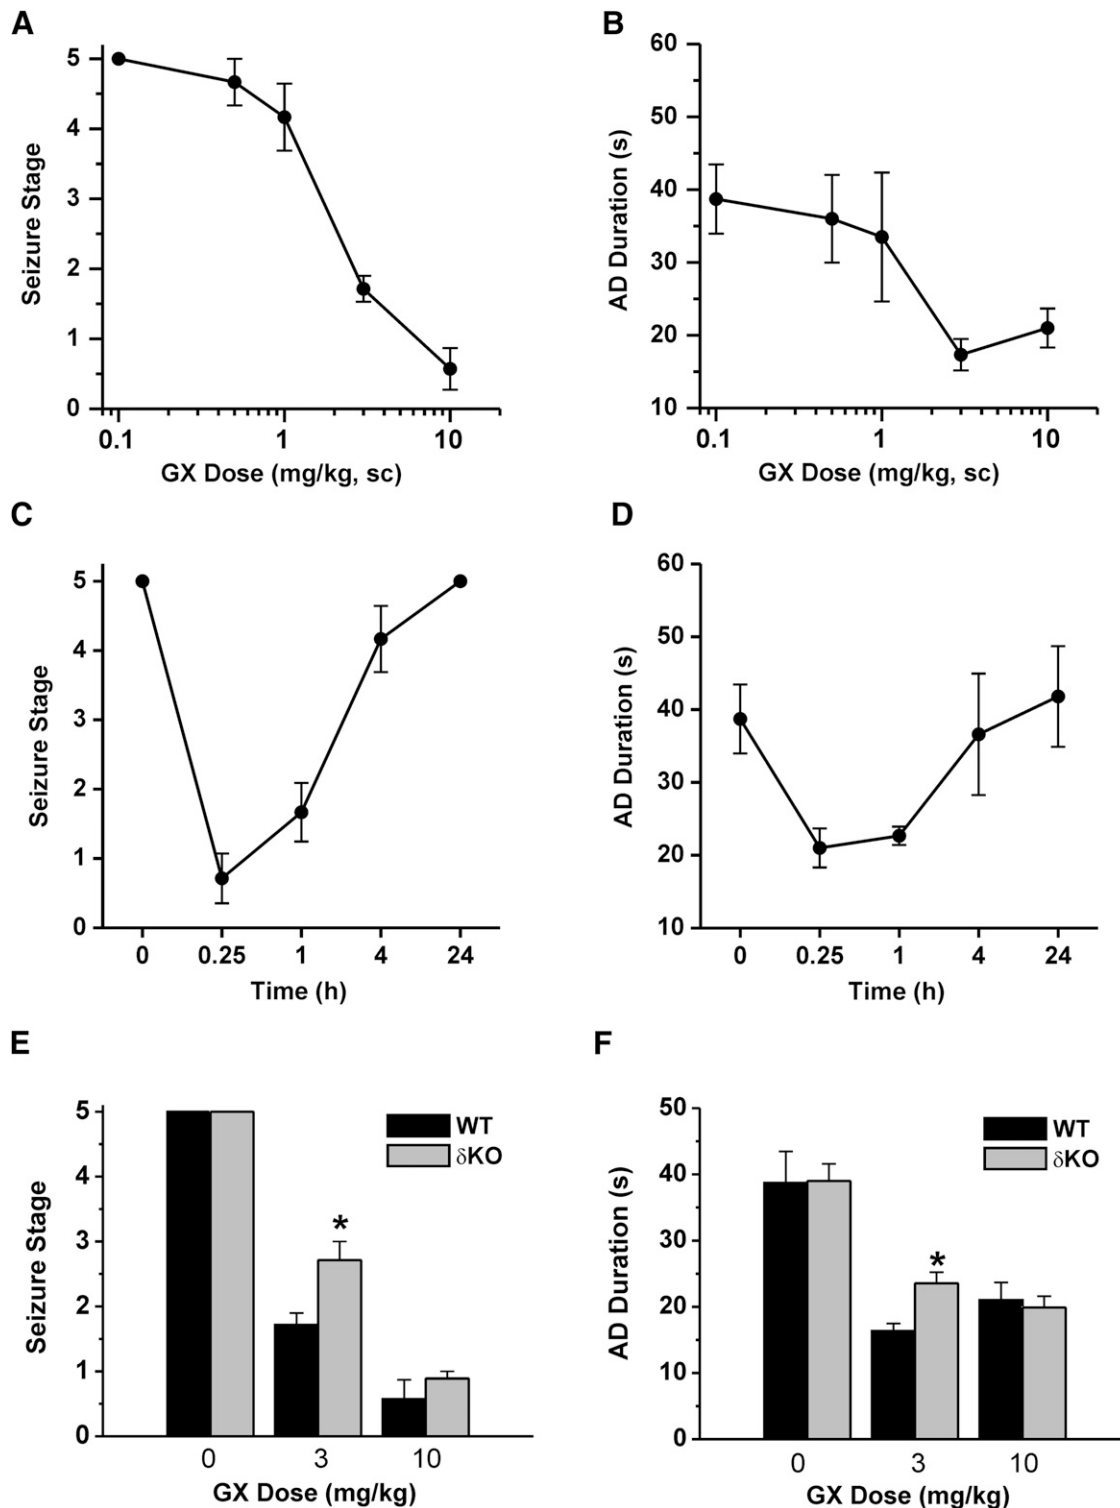 A
5
4
3
2
1
0
Seizure Stage
0.1 1 10
GX Dose (mg/kg, sc)
B
60
50
40
30
20
10
AD Duration (s)
0.1 1 10
GX Dose (mg/kg, sc)
C
5
4
3
2
1
0
Seizure Stage
0 0.25 1 4 24
Time (h)
D
60
50
40
30
20
10
AD Duration (s)
0 0.25 1 4 24
Time (h)
E
5
4
3
2
1
0
Seizure Stage
WT
δKO
*
0 3 10
GX Dose (mg/kg)
F
50
40
30
20
10
0
AD Duration (s)
WT
δKO
*
0 3 10
GX Dose (mg/kg)